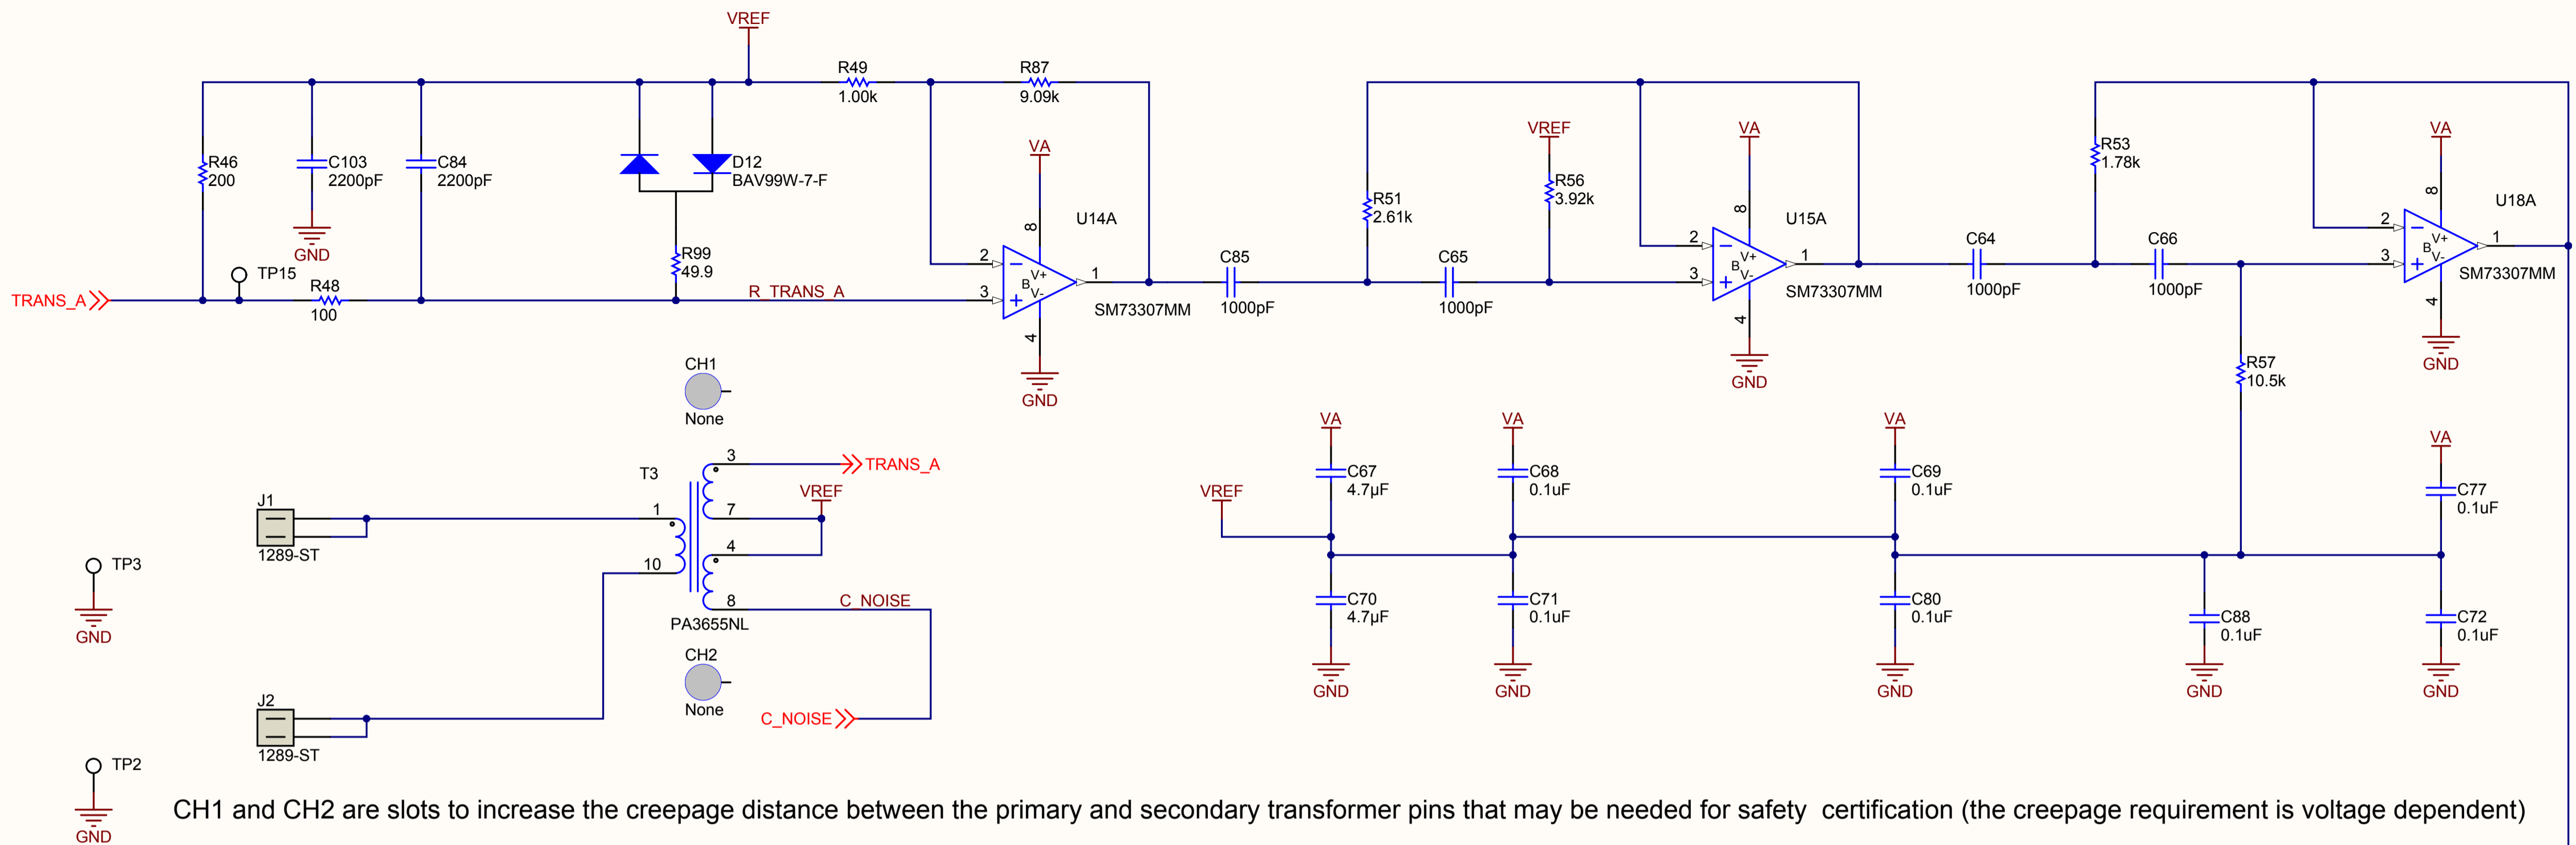 VREF
R49
1.00k
R87
9.09k
R46
200
C103
2200pF
GND
C84
2200pF
D12
BAV99W-7-F
R99
49.9
TRANS_A
TP15
R48
100
R_TRANS_A
VA
8
U14A
2
3
V+
B
V-
1
4
SM73307MM
GND
C85
1000pF
R51
2.61k
C65
1000pF
VREF
R56
3.92k
VA
8
U15A
2
3
V+
B
V-
1
4
SM73307MM
GND
C64
1000pF
R53
1.78k
C66
1000pF
VA
8
U18A
2
3
V+
B
V-
1
4
SM73307MM
GND
R57
10.5k
CH1
None
T3
3
TRANS_A
VREF
7
4
8
C_NOISE
1
10
PA3655NL
J1
1289-ST
J2
1289-ST
TP3
GND
TP2
GND
CH2
None
C_NOISE
VREF
VA
C67
4.7µF
C70
4.7µF
GND
VA
C68
0.1uF
C71
0.1uF
GND
VA
C69
0.1uF
C80
0.1uF
GND
C88
0.1uF
GND
VA
C77
0.1uF
C72
0.1uF
GND
CH1 and CH2 are slots to increase the creepage distance between the primary and secondary transformer pins that may be needed for safety  certification (the creepage requirement is voltage dependent)